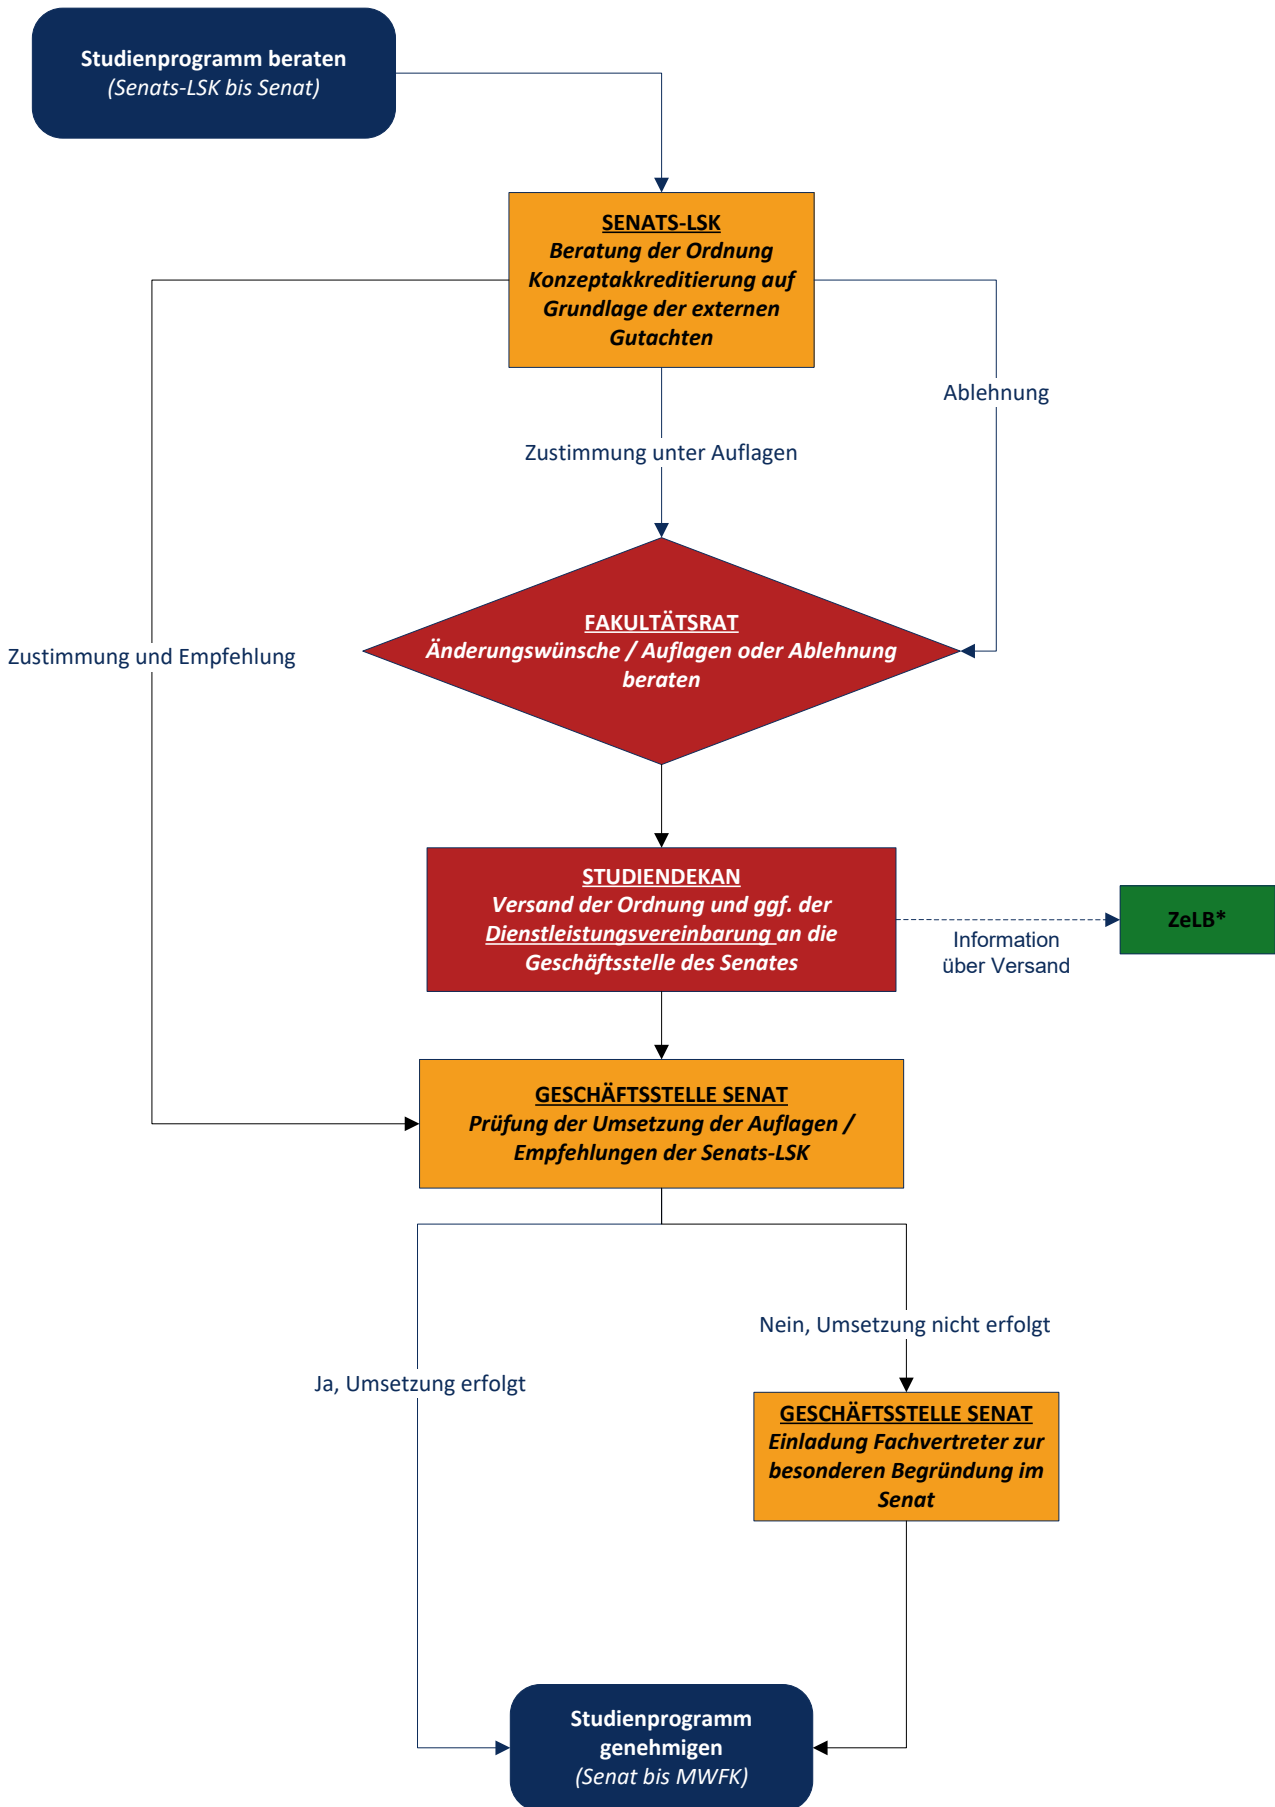 Studienprogramm beraten
(Senats-LSK bis Senat)
SENATS-LSK
Beratung der Ordnung
Konzeptakkreditierung auf
Grundlage der externen
Gutachten
Ablehnung
Zustimmung unter Auflagen
FAKULTÄTSRAT
Änderungswünsche / Auflagen oder Ablehnung
beraten
Zustimmung und Empfehlung
STUDIENDEKAN
Versand der Ordnung und ggf. der
Dienstleistungsvereinbarung an die
Geschäftsstelle des Senates
ZeLB*
Information
über Versand
GESCHÄFTSSTELLE SENAT
Prüfung der Umsetzung der Auflagen /
Empfehlungen der Senats-LSK
Nein, Umsetzung nicht erfolgt
Ja, Umsetzung erfolgt
GESCHÄFTSSTELLE SENAT
Einladung Fachvertreter zur
besonderen Begründung im
Senat
Studienprogramm
genehmigen
(Senat bis MWFK)